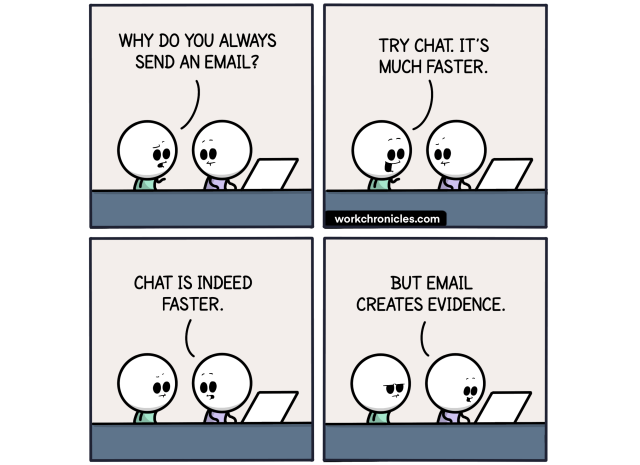 WHY DO YOU ALWAYS
SEND AN EMAIL?
TRY CHAT. IT'S
MUCH FASTER.
workchronicles.com
CHAT IS INDEED
FASTER.
BUT EMAIL
CREATES EVIDENCE.